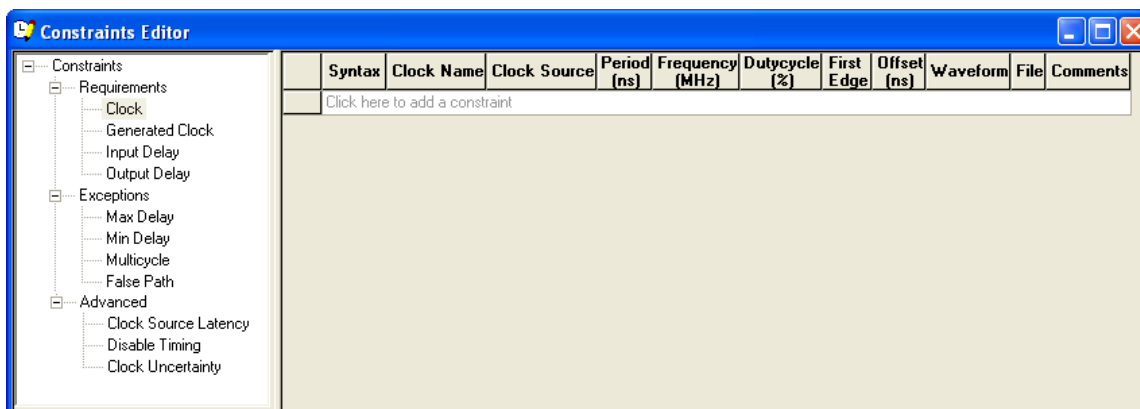 Constraints Editor
Constraints
Requirements
Clock
Generated Clock
Input Delay
Output Delay
Exceptions
Max Delay
Min Delay
Multicycle
False Path
Advanced
Clock Source Latency
Disable Timing
Clock Uncertainty
Syntax Clock Name Clock Source Period (ns) Frequency (MHz) Dutycycle (%) First Edge Offset (ns) Waveform File Comments
Click here to add a constraint